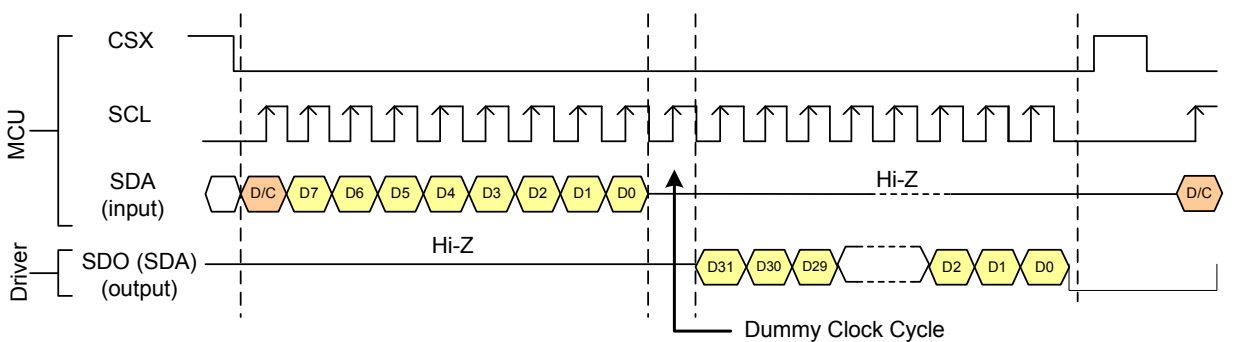 MCU
CSX
SCL
SDA
(input)
D/C D7 D6 D5 D4 D3 D2 D1 D0 Hi-Z D/C
Driver
SDO (SDA)
(output)
Hi-Z
D31 D30 D29 D2 D1 D0
Dummy Clock Cycle